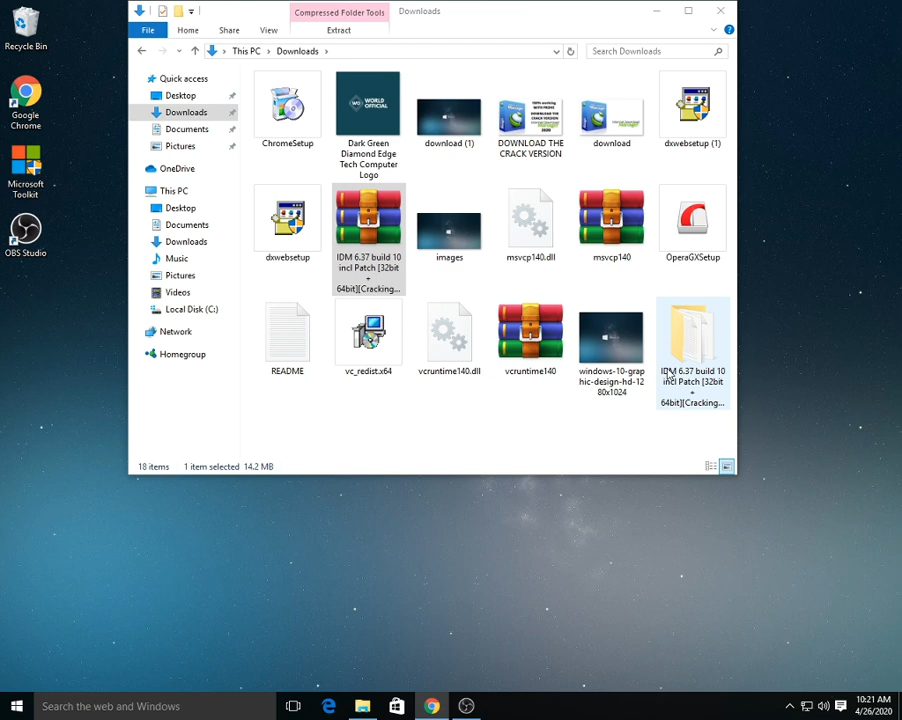 Recycle Bin
Google
Chrome
Microsoft
Toolkit
OBS Studio
Compressed Folder Tools
Downloads
File
Home
Share
View
Extract
This PC
Downloads
Search Downloads
Quick access
Desktop
Downloads
Documents
Pictures
OneDrive
This PC
Desktop
Documents
Downloads
Music
Pictures
Videos
Local Disk (C:)
Network
Homegroup
ChromeSetup
WORLD
OFFICIAL
Dark Green
Diamond Edge
Tech Computer
Logo
download (1)
DOWNLOAD THE
CRACK VERSION
download
dxwebsetup (1)
dxwebsetup
IDM 6.37 build 10
incl Patch [32bit
+
64bit][Cracking...
images
msvcp140.dll
msvcp140
OperaGXSetup
README
vc_redist.x64
vcruntime140.dll
vcruntime140
windows-10-grap
hic-design-hd-12
80x1024
IDM 6.37 build 10
incl Patch [32bit
+
64bit][Cracking...
18 items
1 item selected
14.2 MB
Search the web and Windows
10:21 AM
4/26/2020